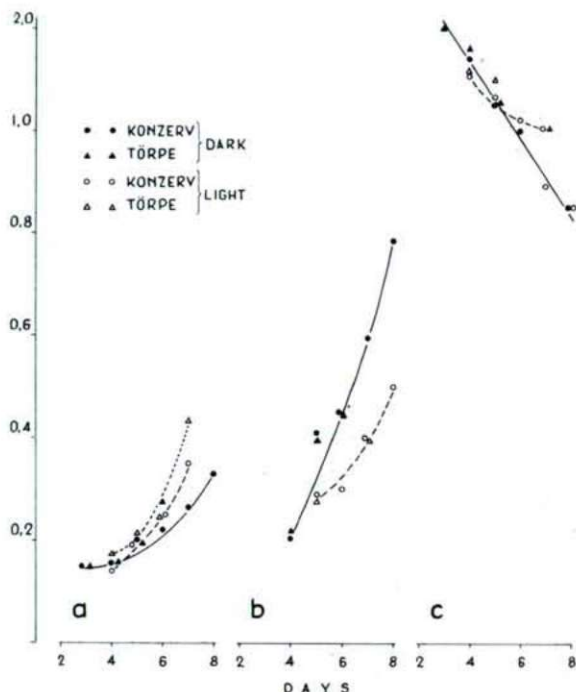 2,0
1,0
0,8
0,6
0,4
0,2
KONZERV
TÖRPE
DARK
KONZERV
TÖRPE
LIGHT
a
b
c
2 4 6 8
2 4 6 8
2 4 6 8
DAYS